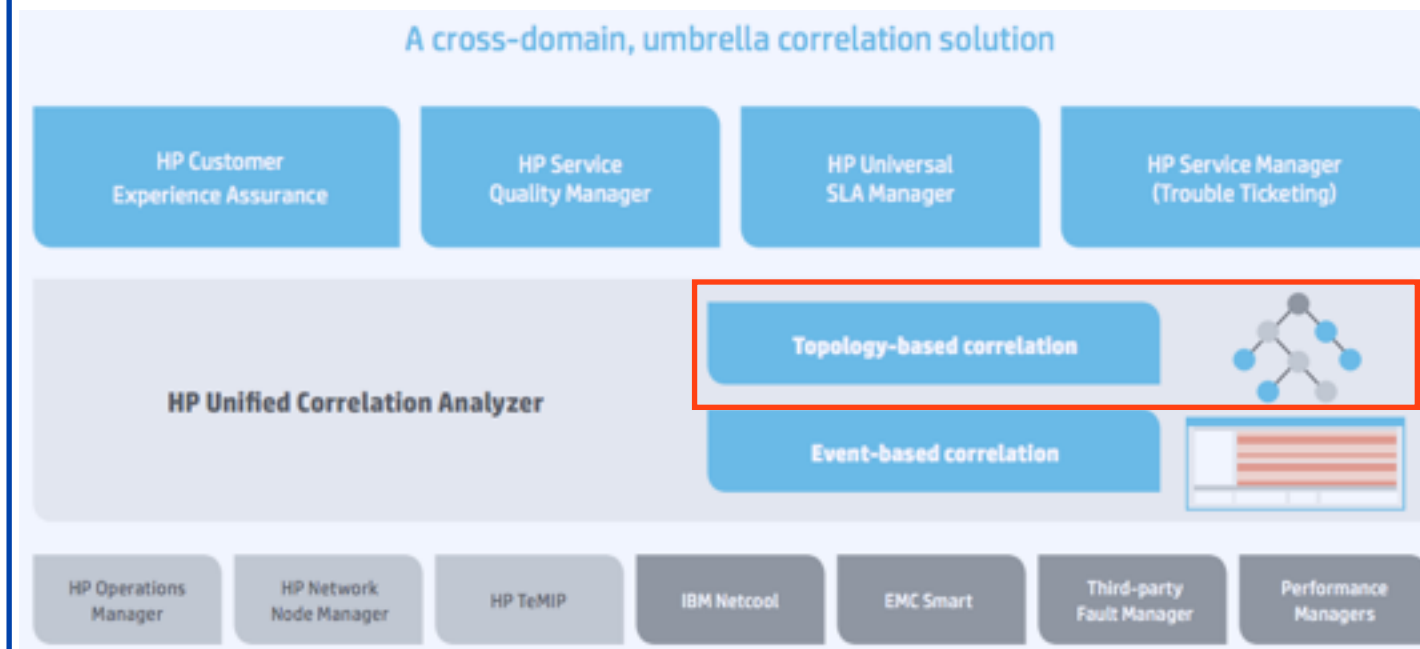 A cross-domain, umbrella correlation solution
HP Customer
Experience Assurance
HP Service
Quality Manager
HP Universal
SLA Manager
HP Service Manager
(Trouble Ticketing)
HP Unified Correlation Analyzer
Topology-based correlation
Event-based correlation
HP Operations
Manager
HP Network
Node Manager
HP TeMIP
IBM Netcool
EMC Smart
Third-party
Fault Manager
Performance
Managers